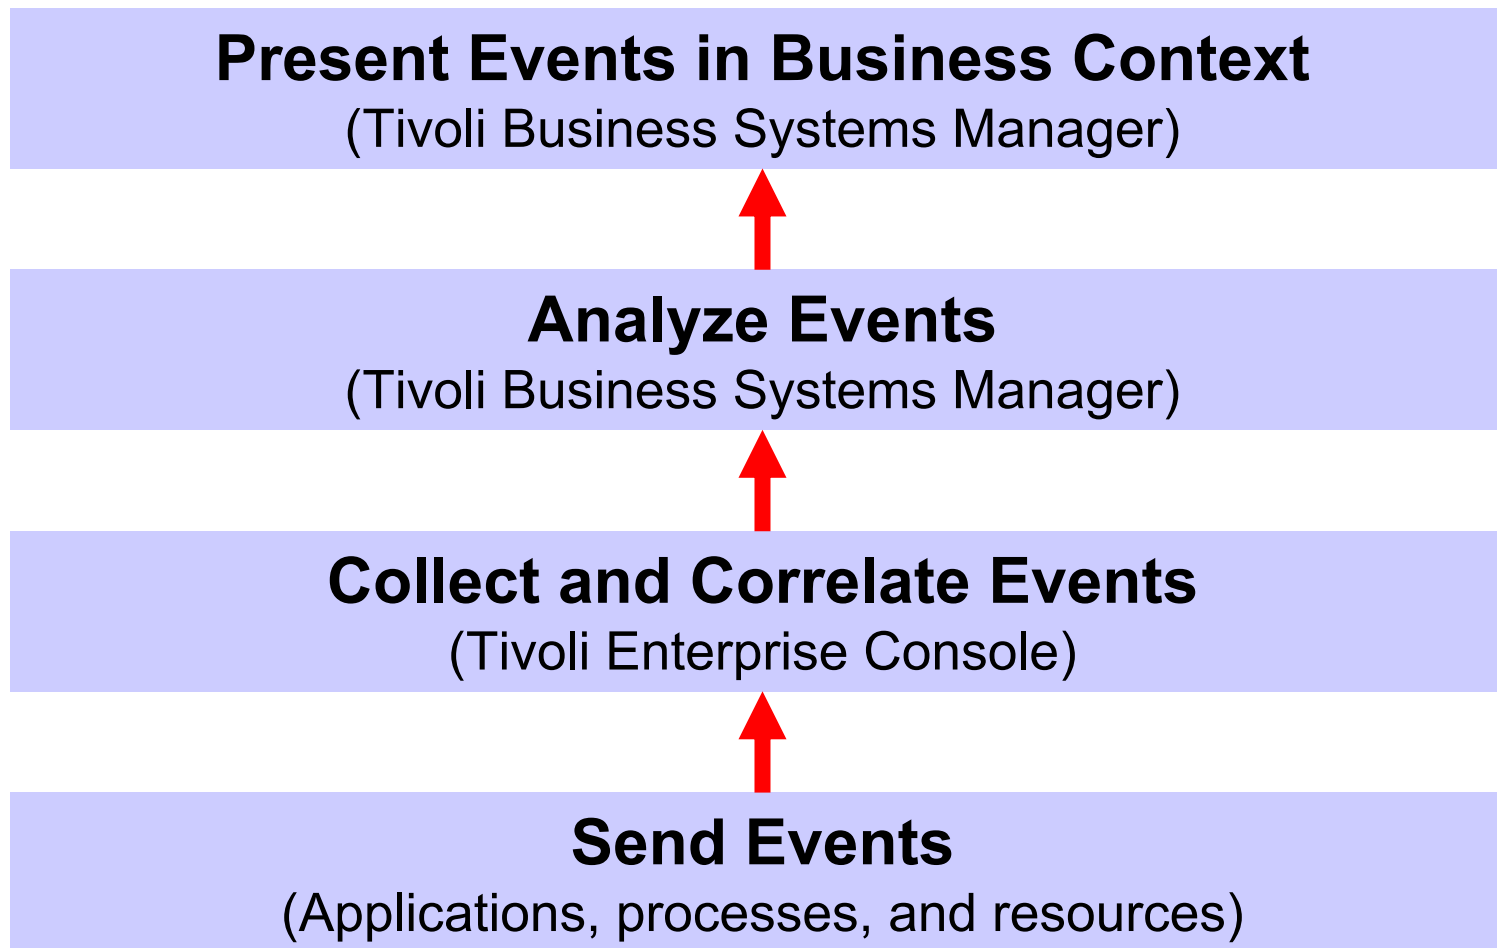 Present Events in Business Context
(Tivoli Business Systems Manager)
Analyze Events
(Tivoli Business Systems Manager)
Collect and Correlate Events
(Tivoli Enterprise Console)
Send Events
(Applications, processes, and resources)